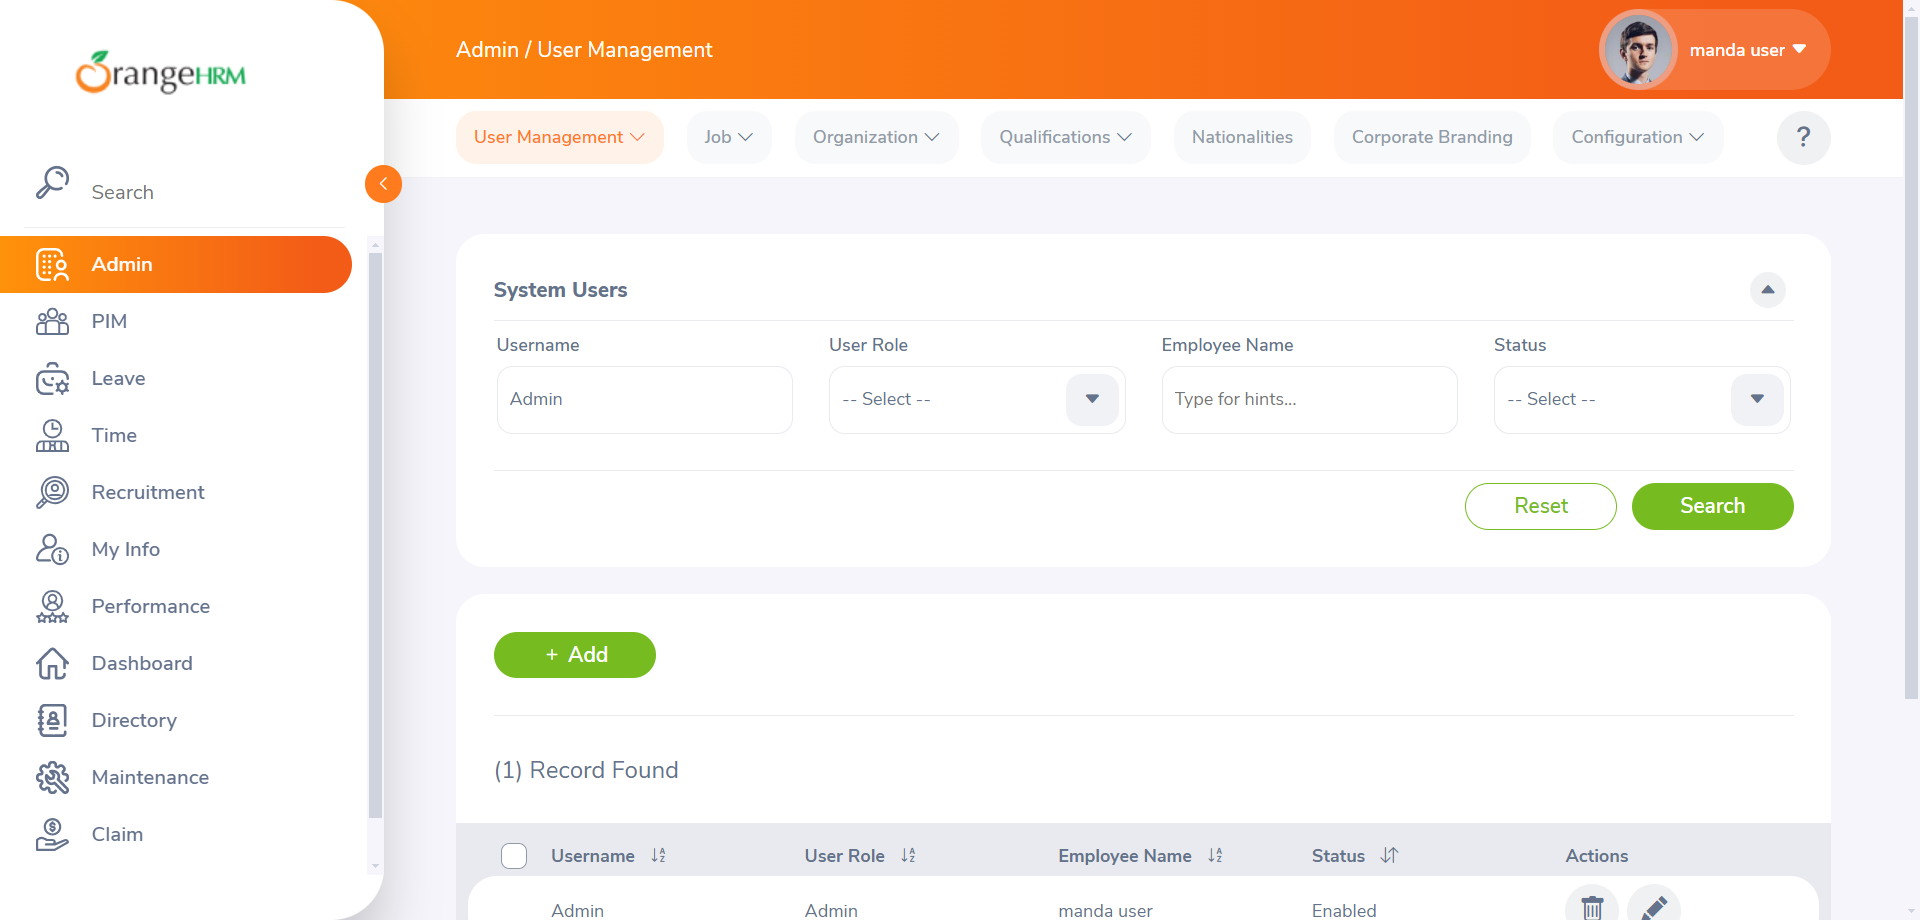 OrangeHRM
Search
Admin
PIM
Leave
Time
Recruitment
My Info
Performance
Dashboard
Directory
Maintenance
Claim
Admin / User Management
manda user
User Management
Job
Organization
Qualifications
Nationalities
Corporate Branding
Configuration
?
System Users
Username
User Role
Employee Name
Status
Admin
-- Select --
Type for hints...
-- Select --
Reset
Search
+ Add
(1) Record Found
Username
User Role
Employee Name
Status
Actions
Admin
Admin
manda user
Enabled